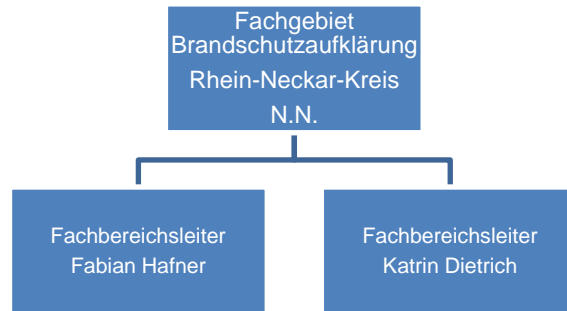 Fachgebiet
Brandschutzaufklärung
Rhein-Neckar-Kreis
N.N.
Fachbereichsleiter
Fabian Hafner
Fachbereichsleiter
Katrin Dietrich